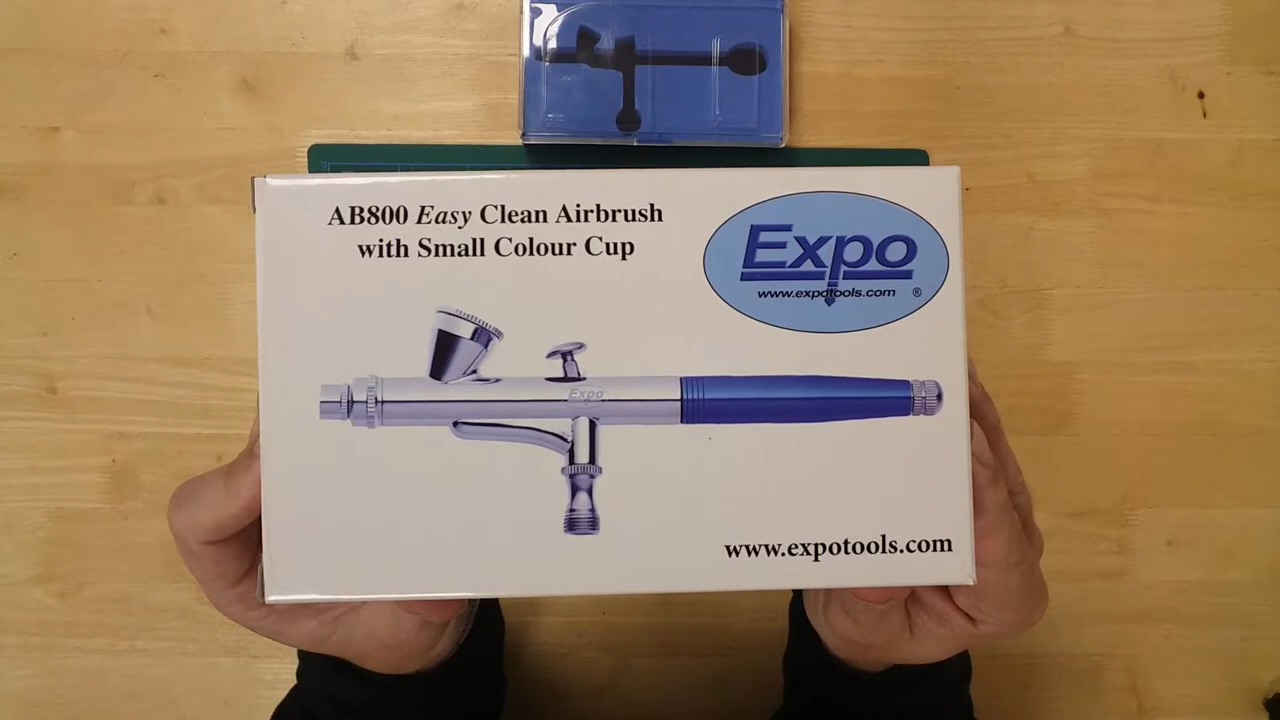 AB800 Easy Clean Airbrush
with Small Colour Cup
Expo
www.expotools.com ®
Expo
www.expotools.com